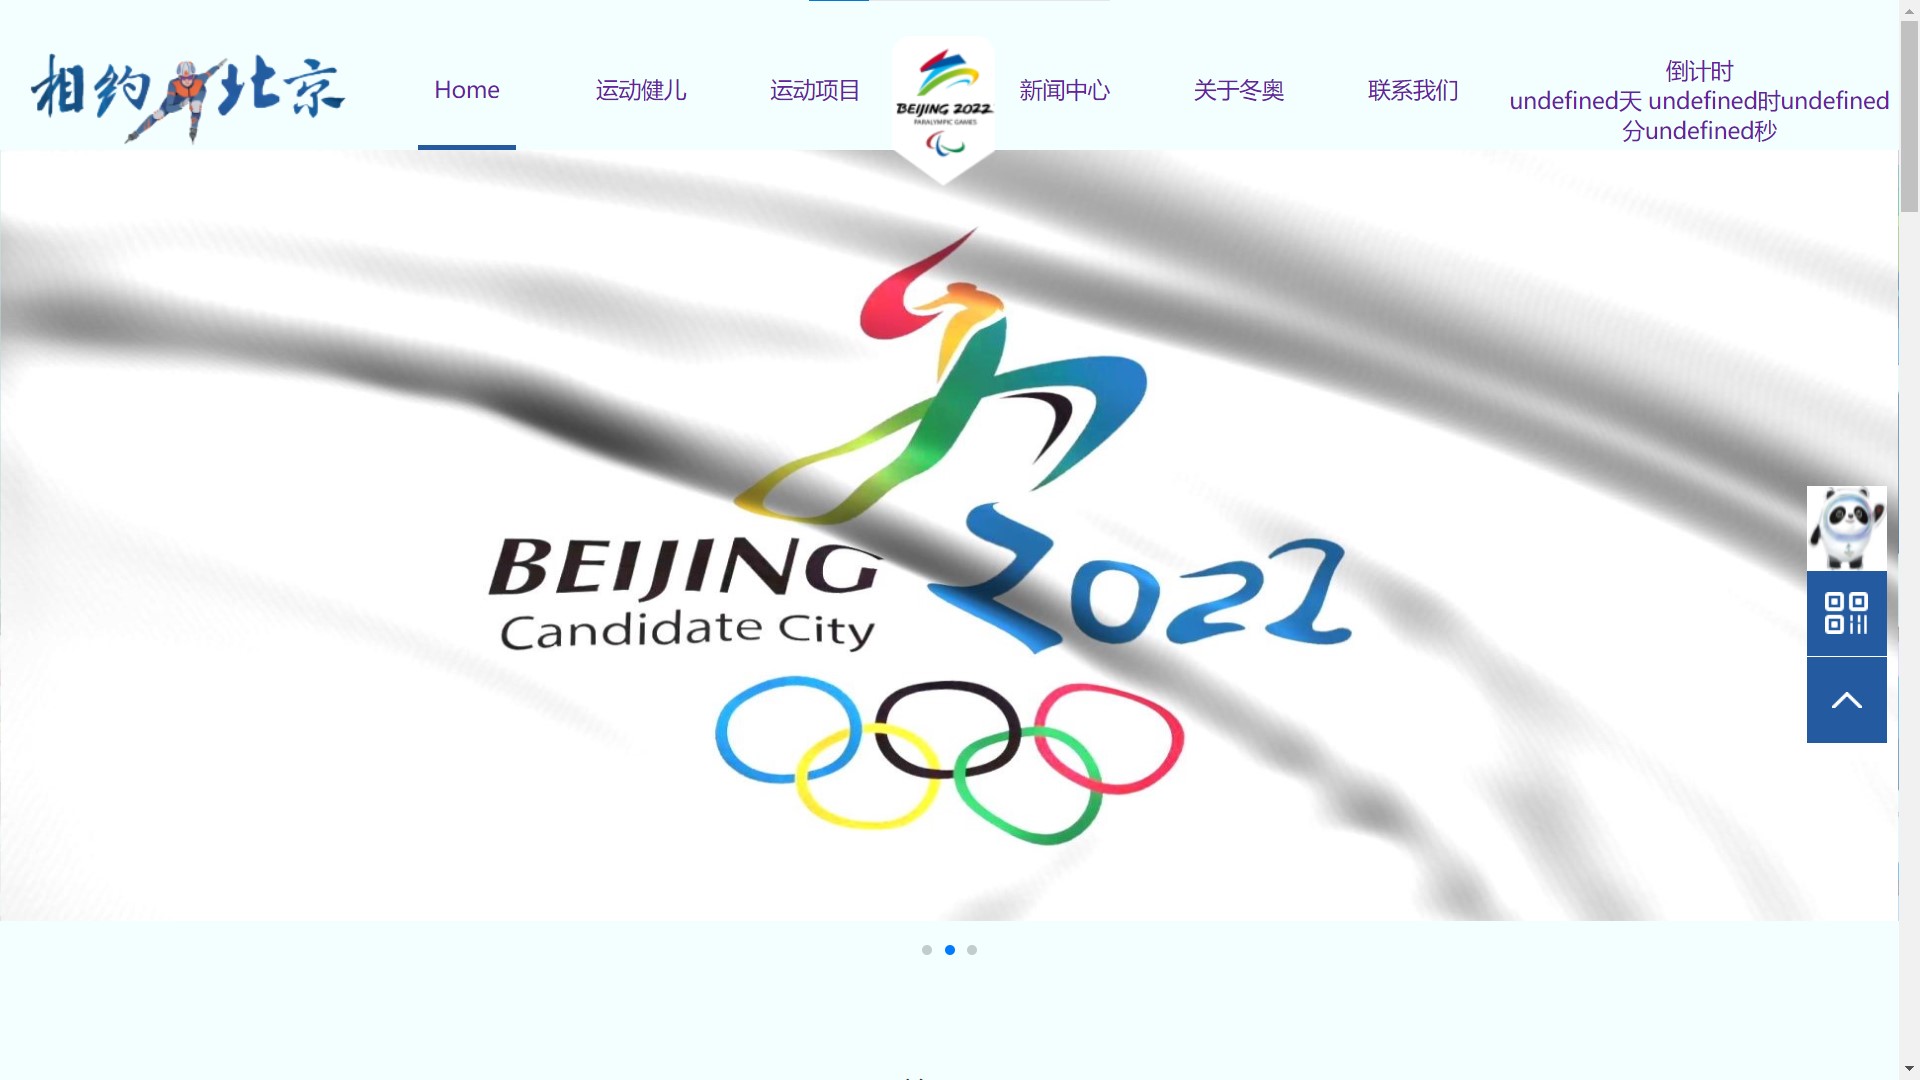 相约北京
Home
运动健儿
运动项目
BEIJING 2022
PARALYMPIC GAMES
新闻中心
关于冬奥
联系我们
倒计时
undefined天 undefined时undefined
分undefined秒
BEIJING 2022
Candidate City